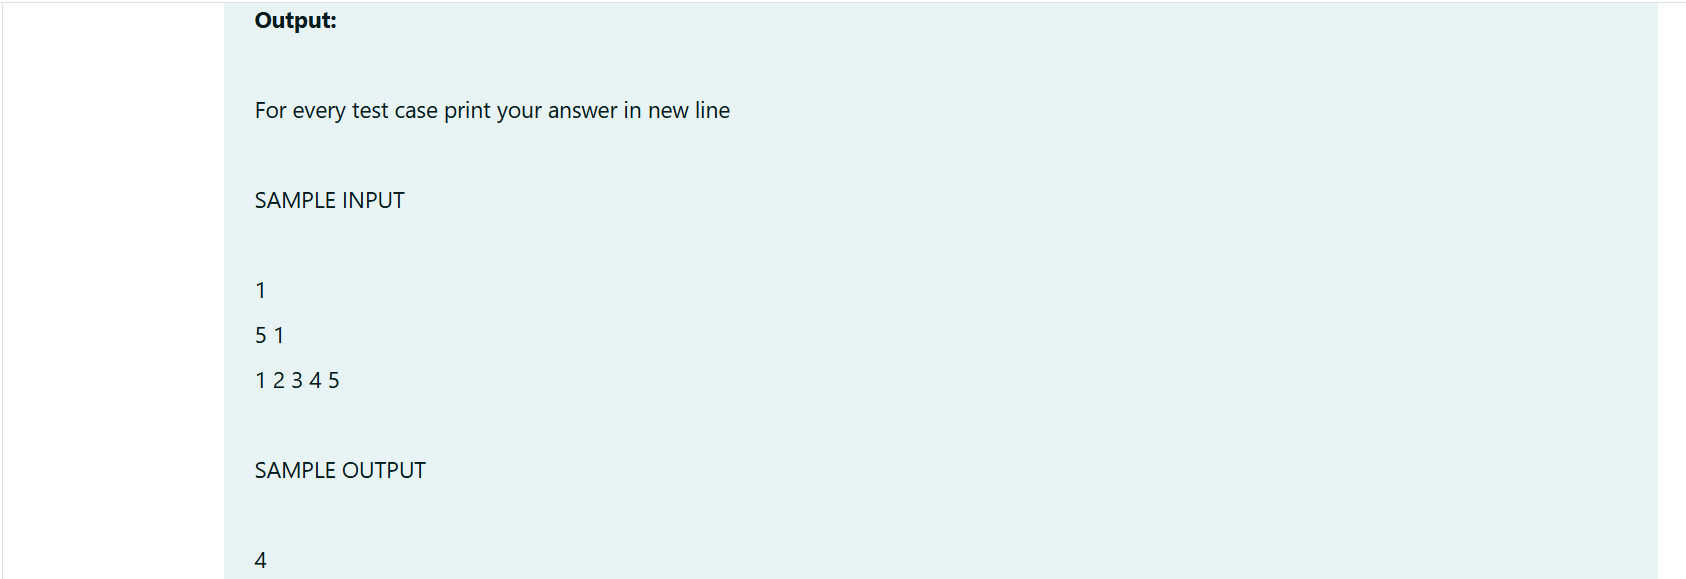 Output:
For every test case print your answer in new line
SAMPLE INPUT
1
5 1
1 2 3 4 5
SAMPLE OUTPUT
4